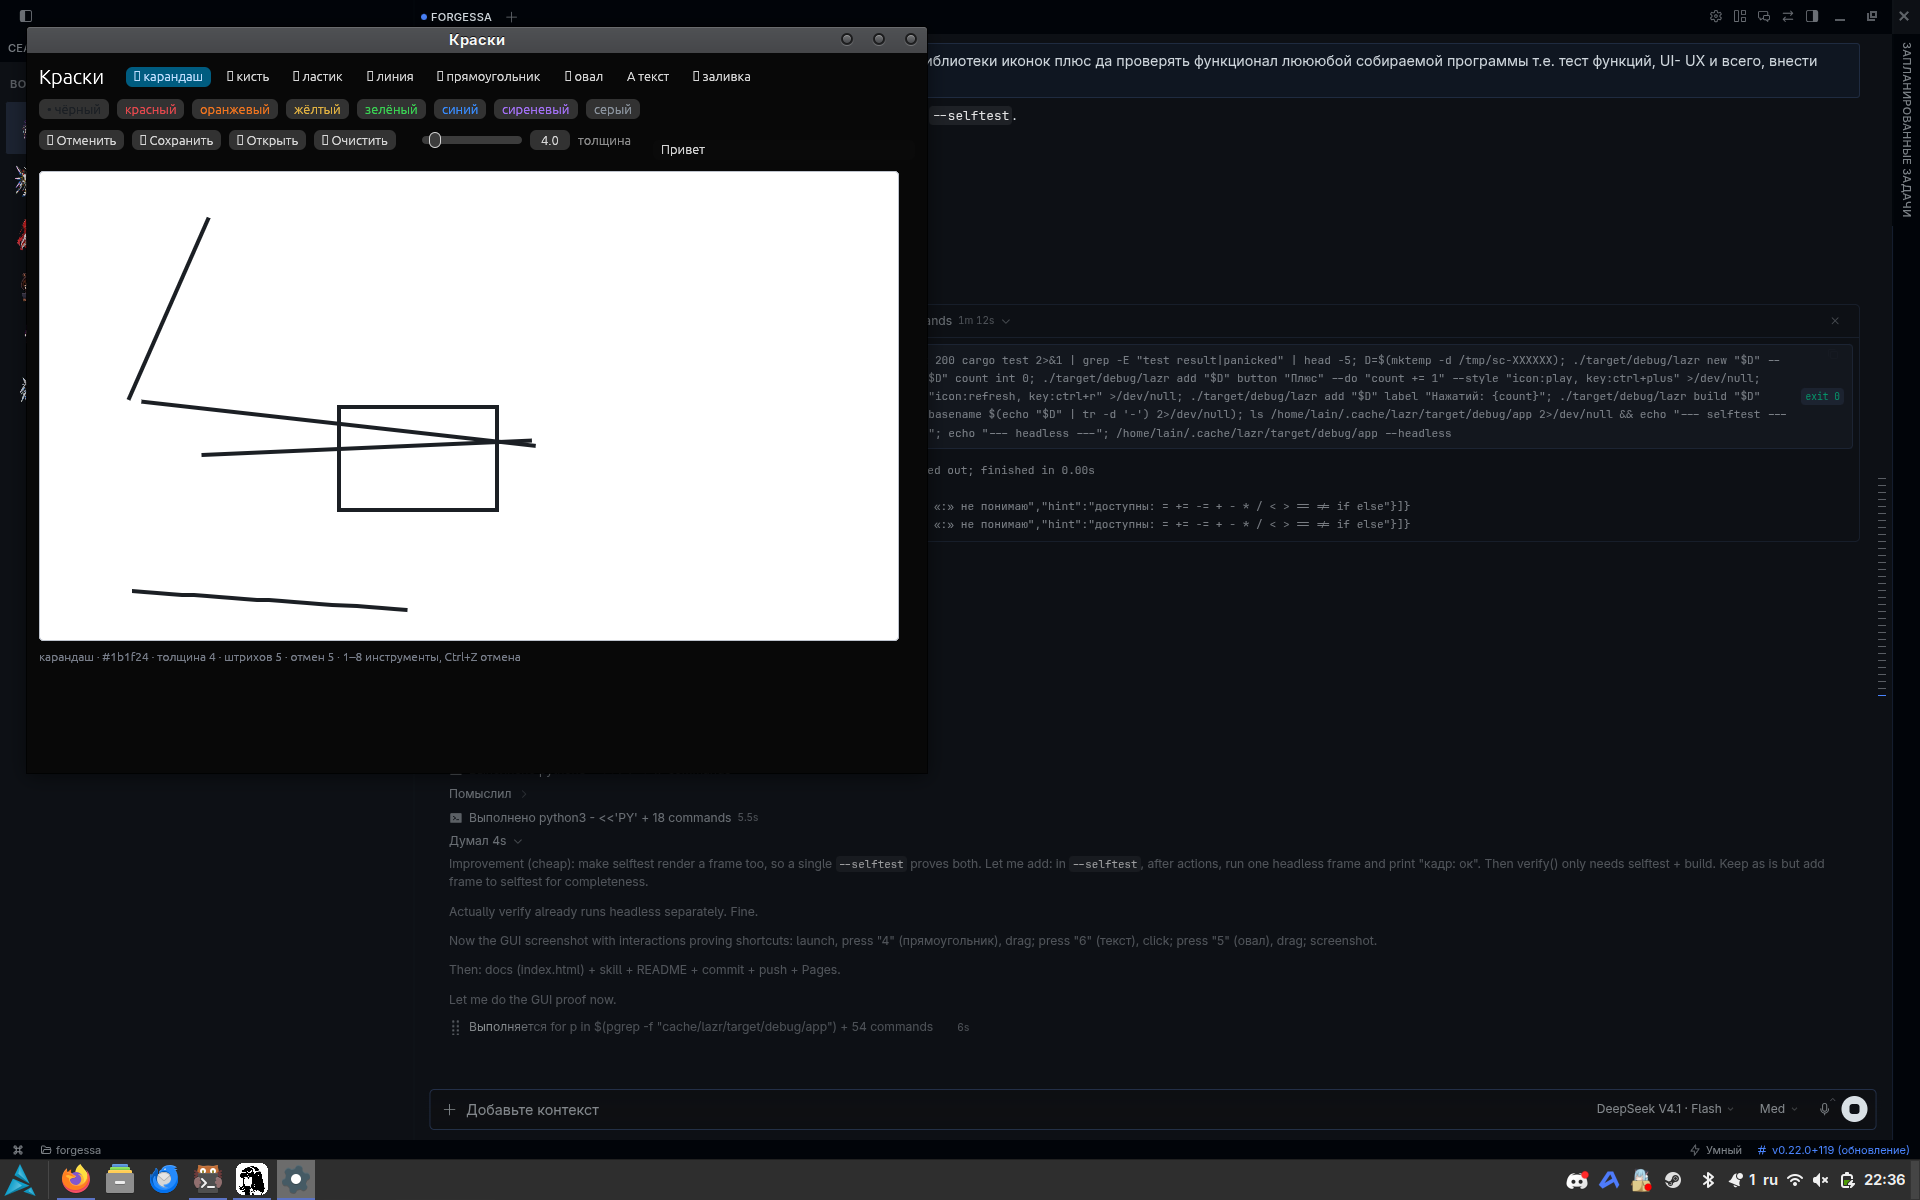 FORGESSA
Краски
Краски
карандаш
кисть
ластик
линия
прямоугольник
овал
A текст
заливка
• чёрный
красный
оранжевый
жёлтый
зелёный
синий
сиреневый
серый
Отменить
Сохранить
Открыть
Очистить
4.0
толщина
Привет
карандаш · #1b1f24 · толщина 4 · штрихов 5 · отмен 5 · 1–8 инструменты, Ctrl+Z отмена
иблиотеки иконок плюс да проверять функционал люююбой собираемой программы т.е. тест функций, UI- UX и всего, внести
--selftest.
ands 1m 12s
200 cargo test 2>&1 | grep -E "test result|panicked" | head -5; D=$(mktemp -d /tmp/sc-XXXXXX); ./target/debug/lazr new "$D" --
$D" count int 0; ./target/debug/lazr add "$D" button "Плюс" --do "count += 1" --style "icon:play, key:ctrl+plus" >/dev/null;
"icon:refresh, key:ctrl+r" >/dev/null; ./target/debug/lazr add "$D" label "Нажатий: {count}"; ./target/debug/lazr build "$D"
basename $(echo "$D" | tr -d '-') 2>/dev/null); ls /home/lain/.cache/lazr/target/debug/app 2>/dev/null && echo "--- selftest ---
"; echo "--- headless ---"; /home/lain/.cache/lazr/target/debug/app --headless
exit 0
ed out; finished in 0.00s
«:» не понимаю","hint":"доступны: = += -= + - * / < > == != if else"}]}
«:» не понимаю","hint":"доступны: = += -= + - * / < > == != if else"}]}
Помыслил
Выполнено python3 - <<'PY' + 18 commands 5.5s
Думал 4s
Improvement (cheap): make selftest render a frame too, so a single --selftest proves both. Let me add: in --selftest, after actions, run one headless frame and print "кадр: ок". Then verify() only needs selftest + build. Keep as is but add
frame to selftest for completeness.
Actually verify already runs headless separately. Fine.
Now the GUI screenshot with interactions proving shortcuts: launch, press "4" (прямоугольник), drag; press "6" (текст), click; press "5" (овал), drag; screenshot.
Then: docs (index.html) + skill + README + commit + push + Pages.
Let me do the GUI proof now.
Выполняется for p in $(pgrep -f "cache/lazr/target/debug/app") + 54 commands 6s
Добавьте контекст
DeepSeek V4.1 · Flash
Med
ЗАПЛАНИРОВАННЫЕ ЗАДАЧИ
forgessa
Умный
# v0.22.0+119 (обновление)
1 ru
22:36